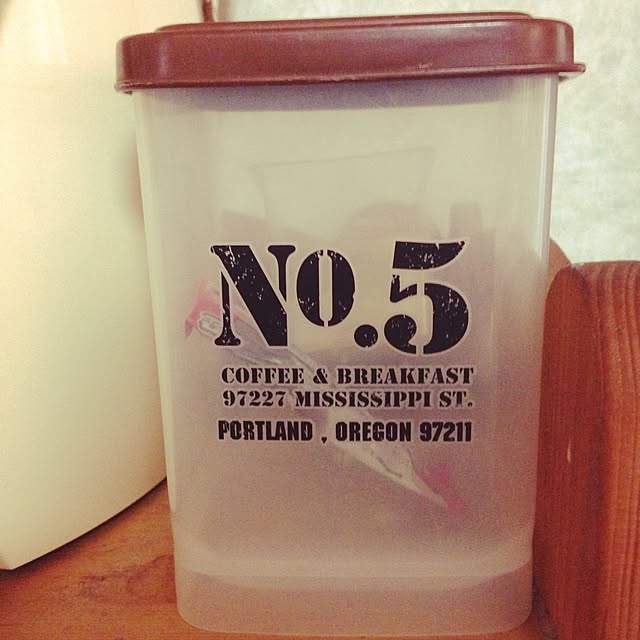 No.5
COFFEE & BREAKFAST
97227 MISSISSIPPI ST.
PORTLAND , OREGON 97211